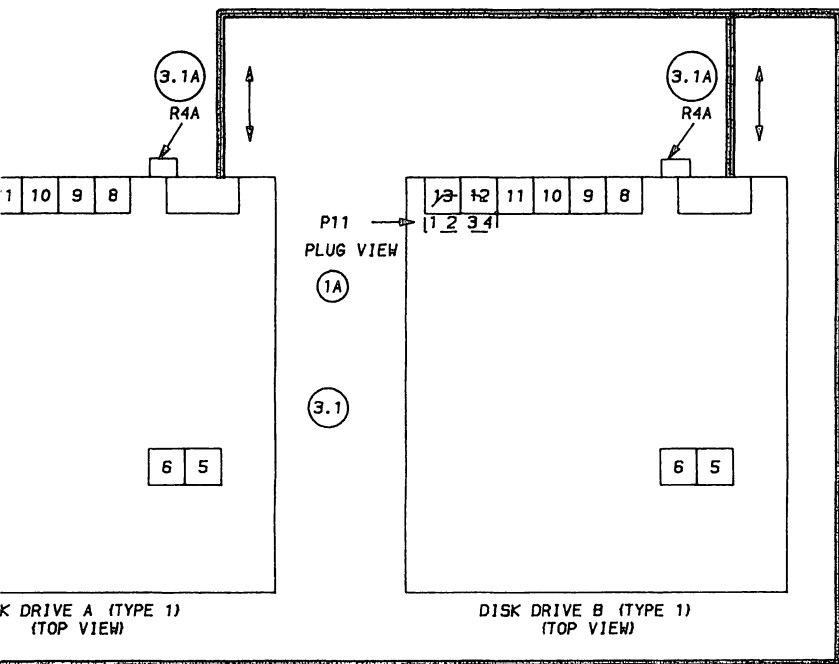 3.1A
R4A
3.1A
R4A
1 10 9 8
13 12 11 10 9 8
P11
1 2 3 4
PLUG VIEW
1A
3.1
6 5
6 5
K DRIVE A (TYPE 1)
(TOP VIEW)
DISK DRIVE B (TYPE 1)
(TOP VIEW)